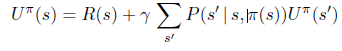 U^π(s) = R(s) + γ ∑_{s'} P(s' | s, π(s)) U^π(s')